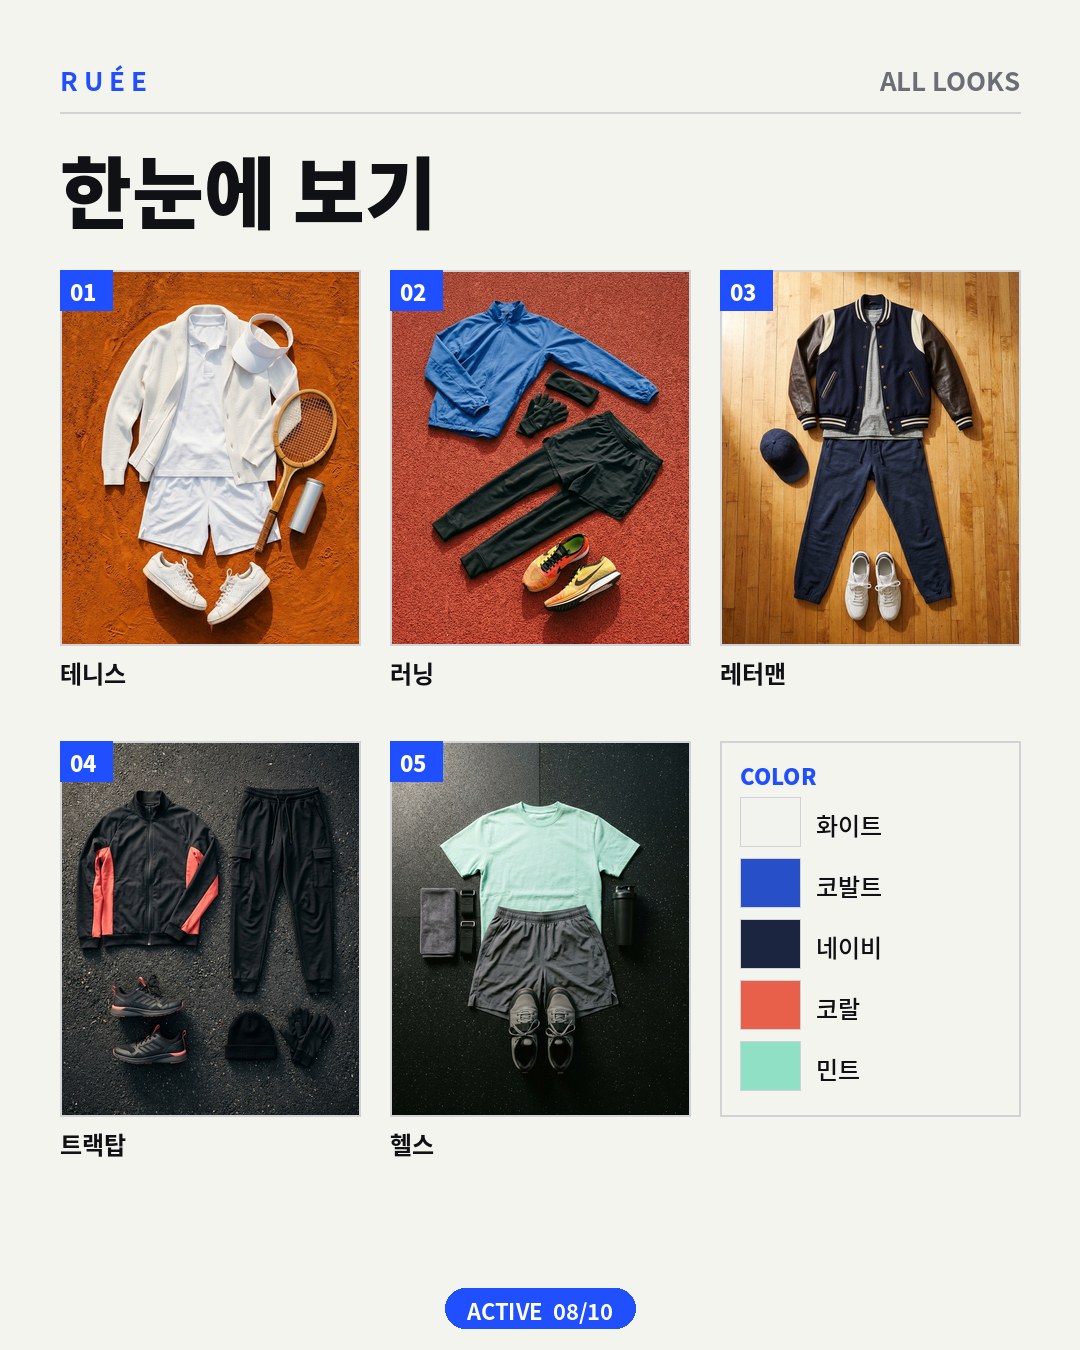 RUÉE
ALL LOOKS
한눈에 보기
01
02
03
테니스
러닝
레터맨
04
05
COLOR
화이트
코발트
네이비
코랄
민트
트랙탑
헬스
ACTIVE 08/10